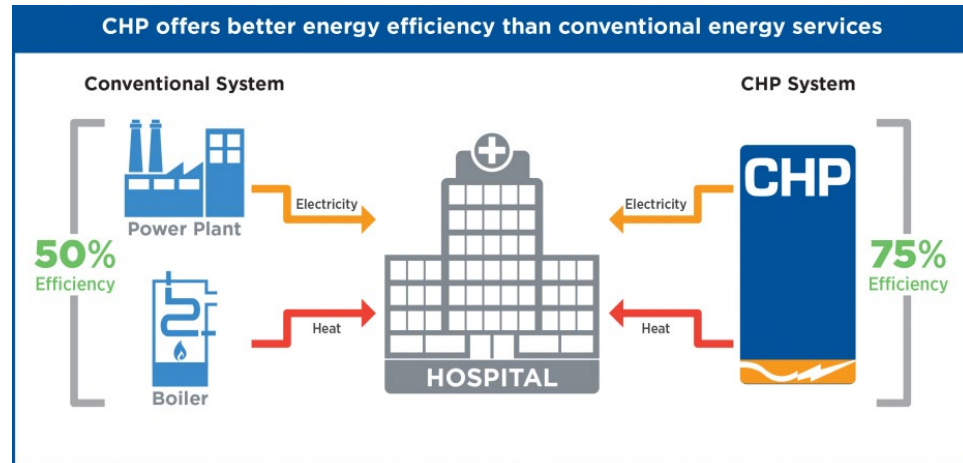 CHP offers better energy efficiency than conventional energy services
Conventional System
CHP System
Power Plant
Electricity
50%
Efficiency
Boiler
Heat
HOSPITAL
Electricity
CHP
75%
Efficiency
Heat